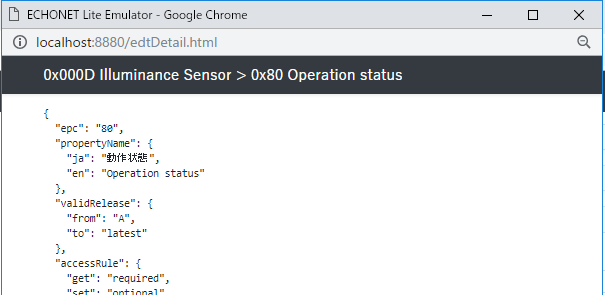 ECHONET Lite Emulator - Google Chrome
localhost:8880/edtDetail.html
0x000D Illuminance Sensor > 0x80 Operation status
{
"epc": "80",
"propertyName": {
"ja": "動作状態",
"en": "Operation status"
},
"validRelease": {
"from": "A",
"to": "latest"
},
"accessRule": {
"get": "required",
"set": "optional"